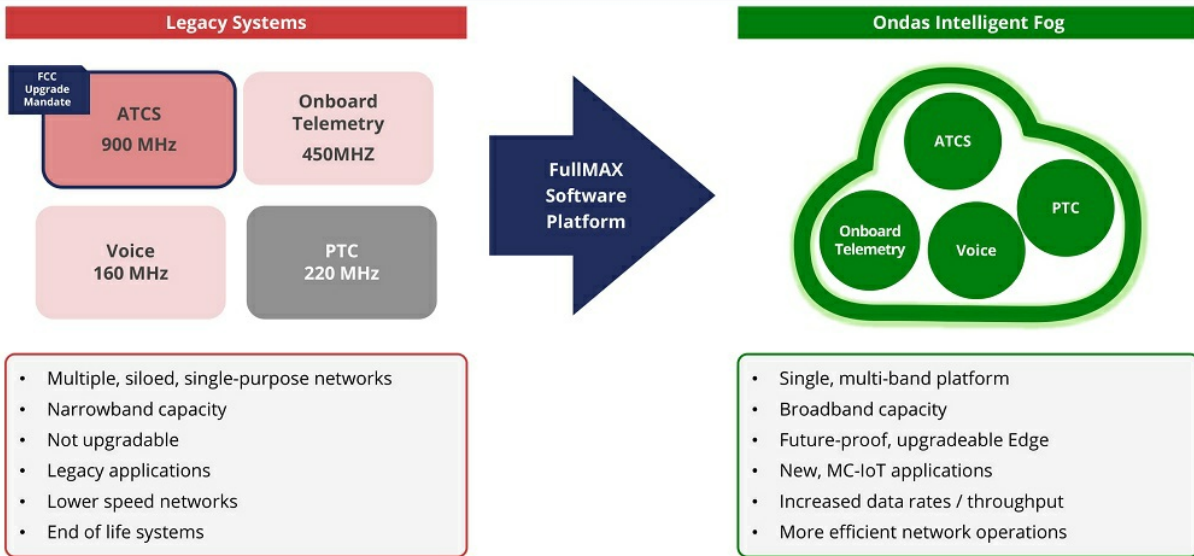 Legacy Systems
FCC
Upgrade
Mandate
ATCS
900 MHz
Onboard
Telemetry
450MHZ
Voice
160 MHz
PTC
220 MHz
• Multiple, siloed, single-purpose networks
• Narrowband capacity
• Not upgradable
• Legacy applications
• Lower speed networks
• End of life systems
FullMAX
Software
Platform
Ondas Intelligent Fog
ATCS
PTC
Onboard
Telemetry
Voice
• Single, multi-band platform
• Broadband capacity
• Future-proof, upgradeable Edge
• New, MC-IoT applications
• Increased data rates / throughput
• More efficient network operations